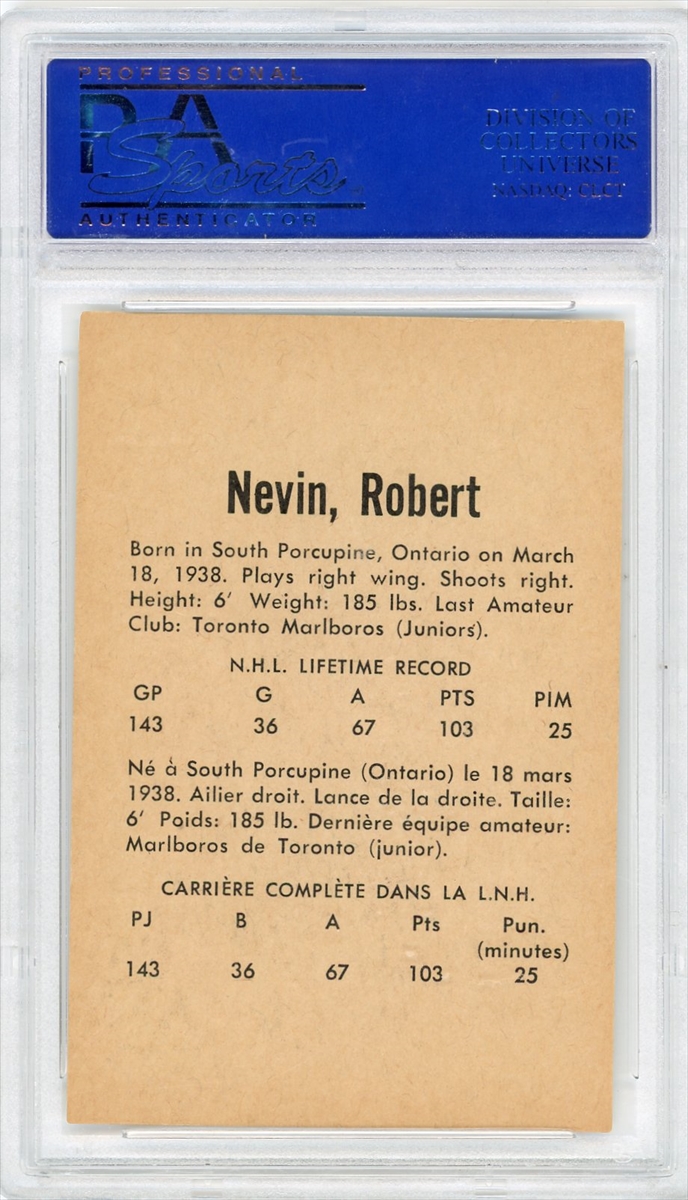 PROFESSIONAL
PSA
Sports
AUTHENTICATOR
DIVISION OF
COLLECTORS
UNIVERSE
NASDAQ: CLCT
Nevin, Robert
Born in South Porcupine, Ontario on March
18, 1938. Plays right wing. Shoots right.
Height: 6′ Weight: 185 lbs. Last Amateur
Club: Toronto Marlboros (Juniors).
N.H.L. LIFETIME RECORD
GP G A PTS PIM
143 36 67 103 25
Né à South Porcupine (Ontario) le 18 mars
1938. Ailier droit. Lance de la droite. Taille:
6′ Poids: 185 lb. Dernière équipe amateur:
Marlboros de Toronto (junior).
CARRIÈRE COMPLÈTE DANS LA L.N.H.
PJ B A Pts Pun.
(minutes)
143 36 67 103 25